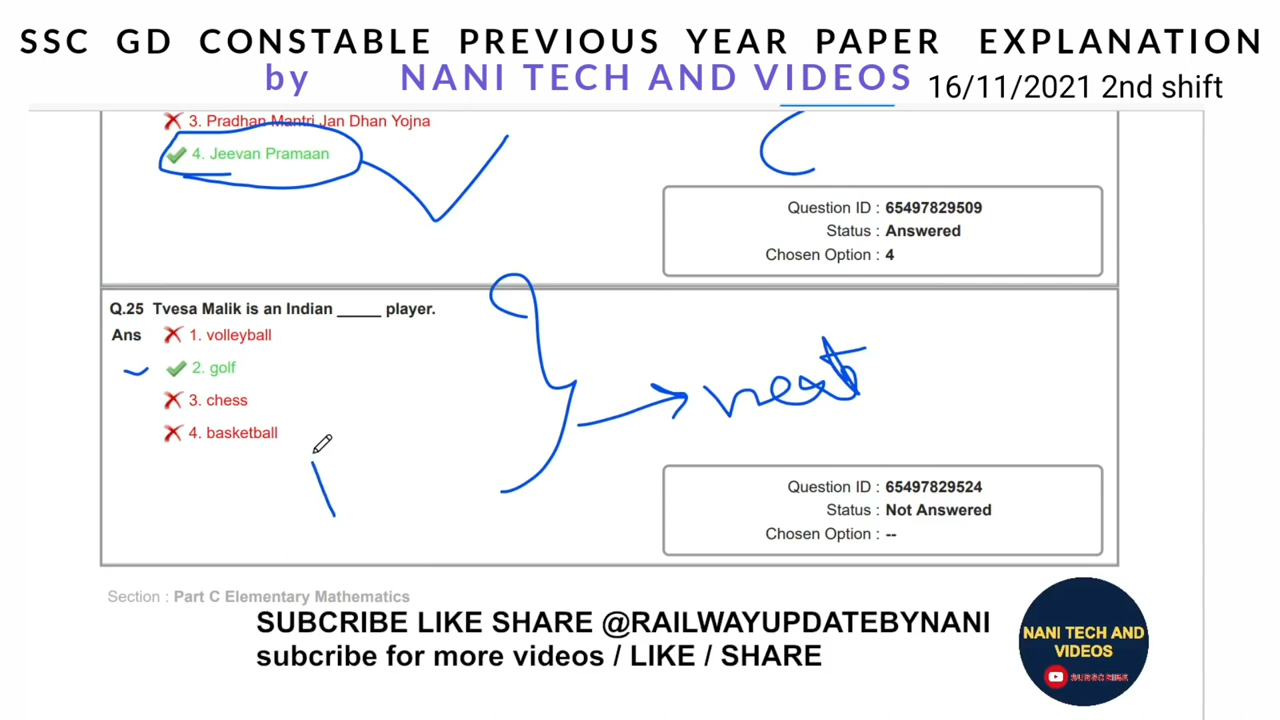 SSC GD CONSTABLE PREVIOUS YEAR PAPER EXPLANATION
by NANI TECH AND VIDEOS 16/11/2021 2nd shift
3. Pradhan Mantri Jan Dhan Yojna
4. Jeevan Pramaan
Question ID : 65497829509
Status : Answered
Chosen Option : 4
Q.25 Tvesa Malik is an Indian _____ player.
Ans 1. volleyball
2. golf
3. chess
4. basketball
next
Question ID : 65497829524
Status : Not Answered
Chosen Option : --
Section : Part C Elementary Mathematics
SUBCRIBE LIKE SHARE @RAILWAYUPDATEBYNANI
subcribe for more videos / LIKE / SHARE
NANI TECH AND
VIDEOS